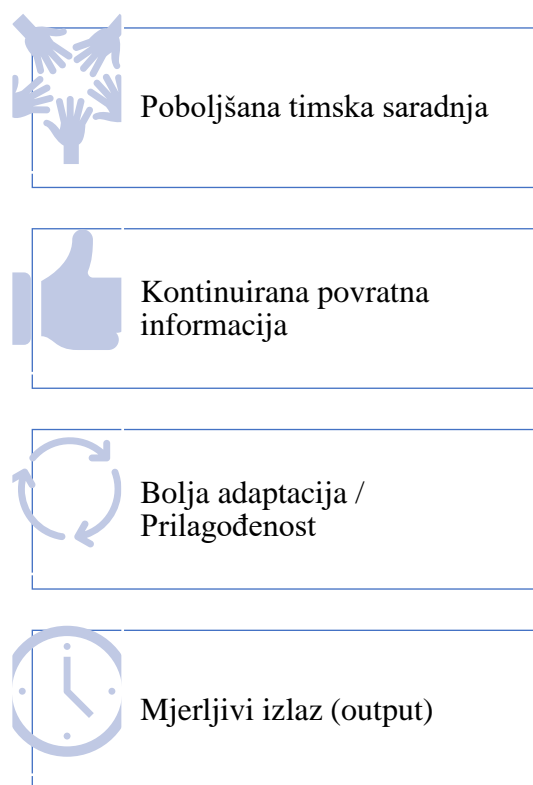 Poboljšana timska saradnja
Kontinuirana povratna
informacija
Bolja adaptacija /
Prilagođenost
Mjerljivi izlaz (output)